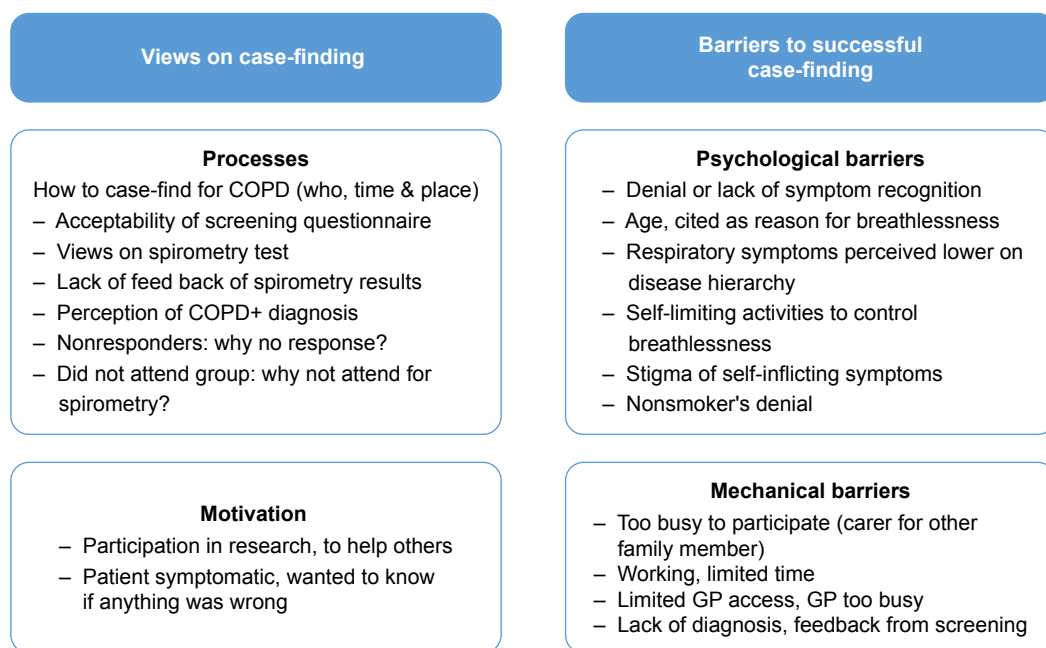 Views on case-finding
Processes
How to case-find for COPD (who, time & place)
– Acceptability of screening questionnaire
– Views on spirometry test
– Lack of feed back of spirometry results
– Perception of COPD+ diagnosis
– Nonresponders: why no response?
– Did not attend group: why not attend for
spirometry?
Motivation
– Participation in research, to help others
– Patient symptomatic, wanted to know
if anything was wrong
Barriers to successful
case-finding
Psychological barriers
– Denial or lack of symptom recognition
– Age, cited as reason for breathlessness
– Respiratory symptoms perceived lower on
disease hierarchy
– Self-limiting activities to control
breathlessness
– Stigma of self-inflicting symptoms
– Nonsmoker's denial
Mechanical barriers
– Too busy to participate (carer for other
family member)
– Working, limited time
– Limited GP access, GP too busy
– Lack of diagnosis, feedback from screening